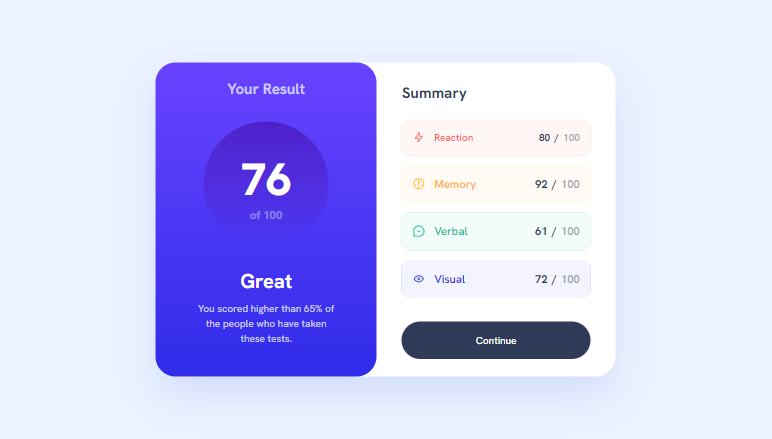 Your Result
76
of 100
Great
You scored higher than 65% of
the people who have taken
these tests.
Summary
Reaction 80 / 100
Memory 92 / 100
Verbal 61 / 100
Visual 72 / 100
Continue